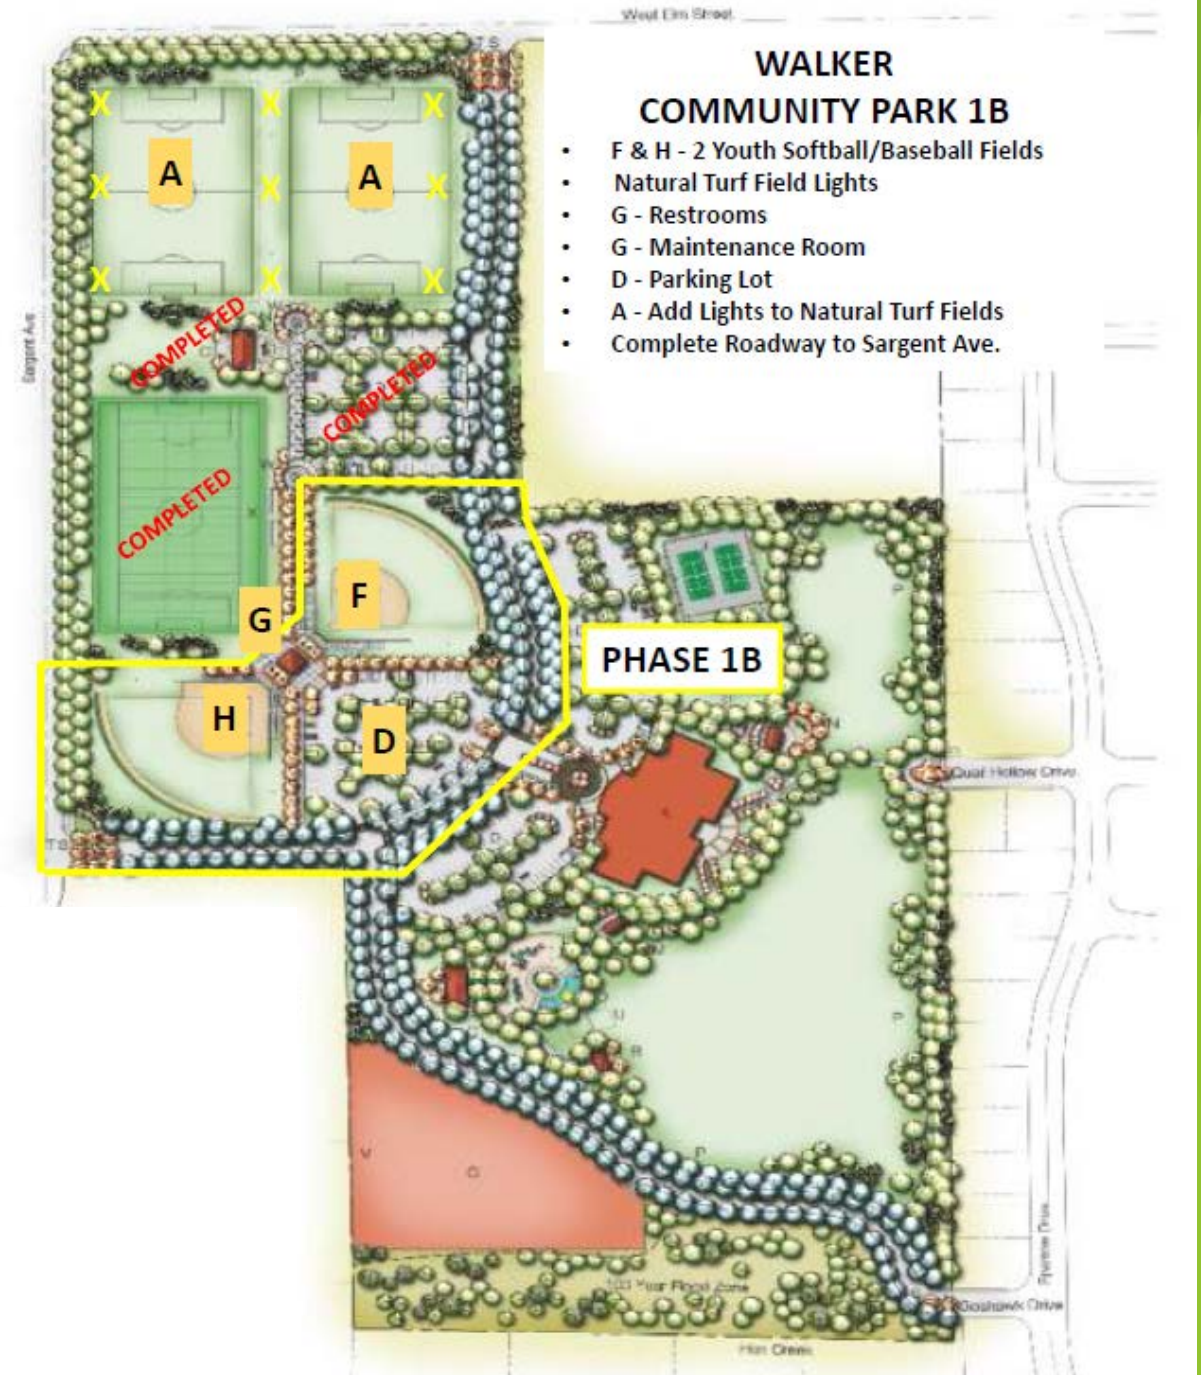 West Elm Street
WALKER
COMMUNITY PARK 1B
• F & H - 2 Youth Softball/Baseball Fields
• Natural Turf Field Lights
• G - Restrooms
• G - Maintenance Room
• D - Parking Lot
• A - Add Lights to Natural Turf Fields
• Complete Roadway to Sargent Ave.
T S
X X X
A A
X X X
X X X
Sargent Ave
COMPLETED
COMPLETED
COMPLETED
F
G
PHASE 1B
H
D
Quail Hollow Drive
T S
U
R
P
V
O
100 Year Flood Zone
Goshawk Drive